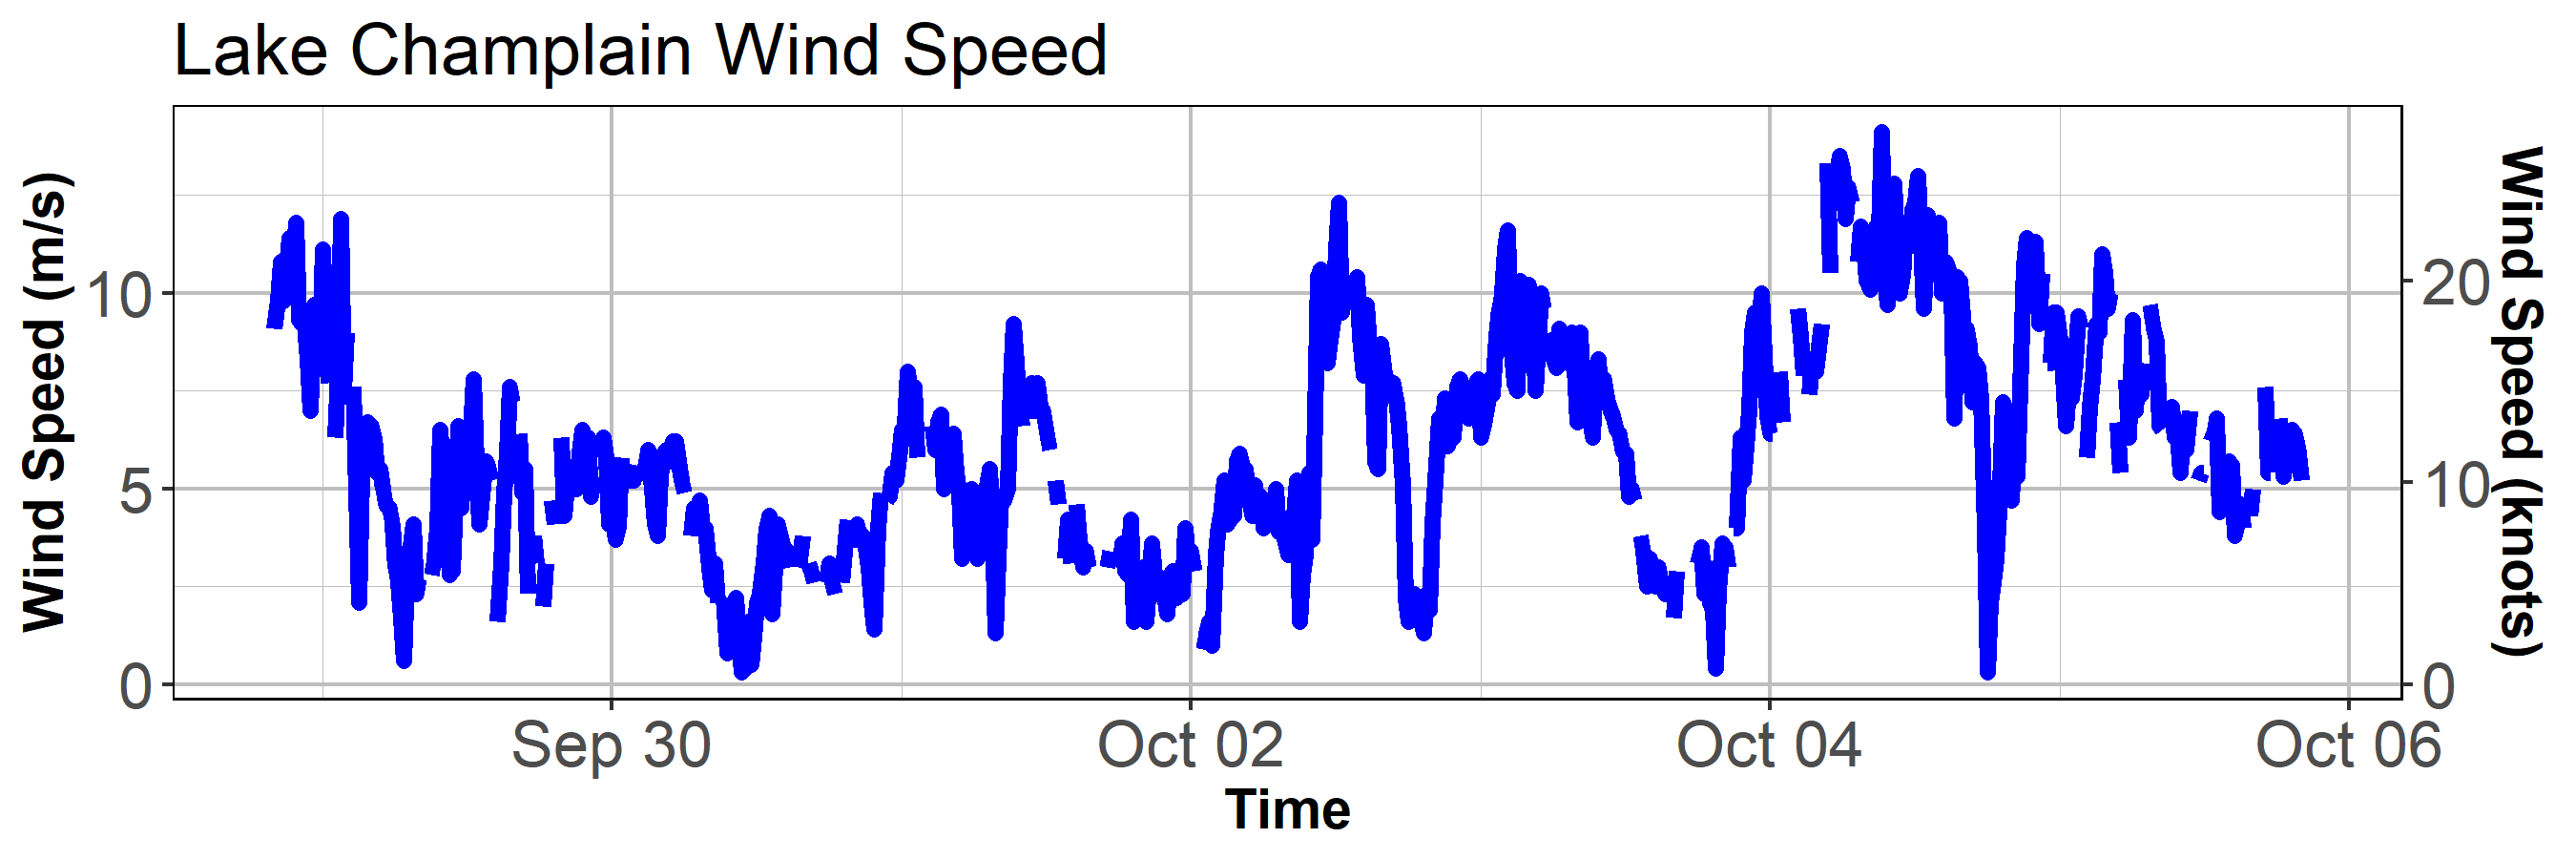 Lake Champlain Wind Speed
Wind Speed (m/s)
10
5
0
20
10
0
Wind Speed (knots)
Sep 30
Oct 02
Oct 04
Oct 06
Time